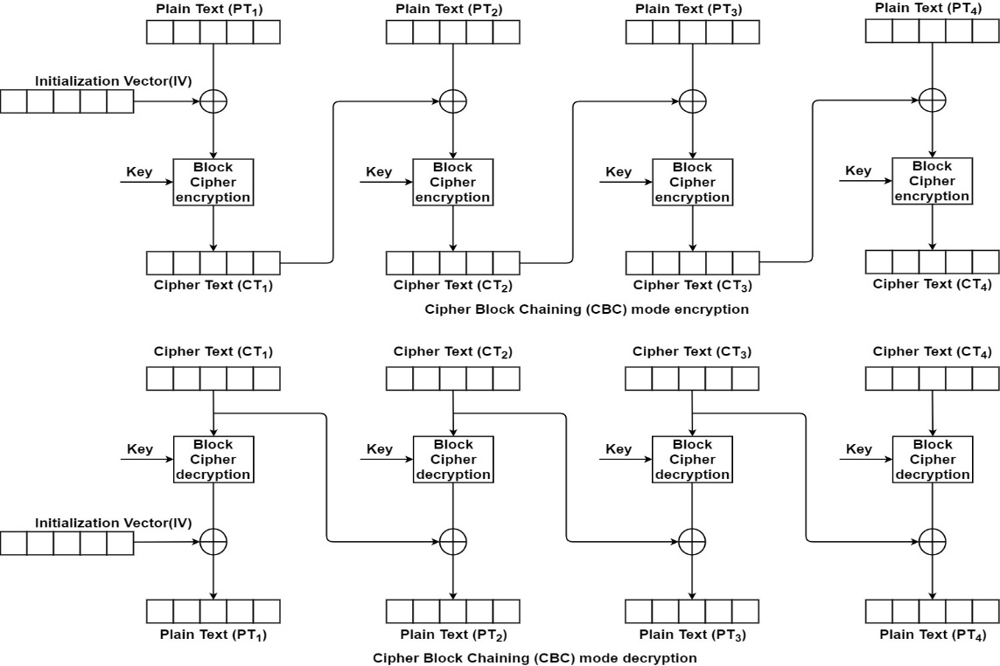 Plain Text (PT1)
Plain Text (PT2)
Plain Text (PT3)
Plain Text (PT4)
Initialization Vector(IV)
Key
Block
Cipher
encryption
Key
Block
Cipher
encryption
Key
Block
Cipher
encryption
Key
Block
Cipher
encryption
Cipher Text (CT1)
Cipher Text (CT2)
Cipher Text (CT3)
Cipher Text (CT4)
Cipher Block Chaining (CBC) mode encryption
Cipher Text (CT1)
Cipher Text (CT2)
Cipher Text (CT3)
Cipher Text (CT4)
Key
Block
Cipher
decryption
Key
Block
Cipher
decryption
Key
Block
Cipher
decryption
Key
Block
Cipher
decryption
Initialization Vector(IV)
Plain Text (PT1)
Plain Text (PT2)
Plain Text (PT3)
Plain Text (PT4)
Cipher Block Chaining (CBC) mode decryption